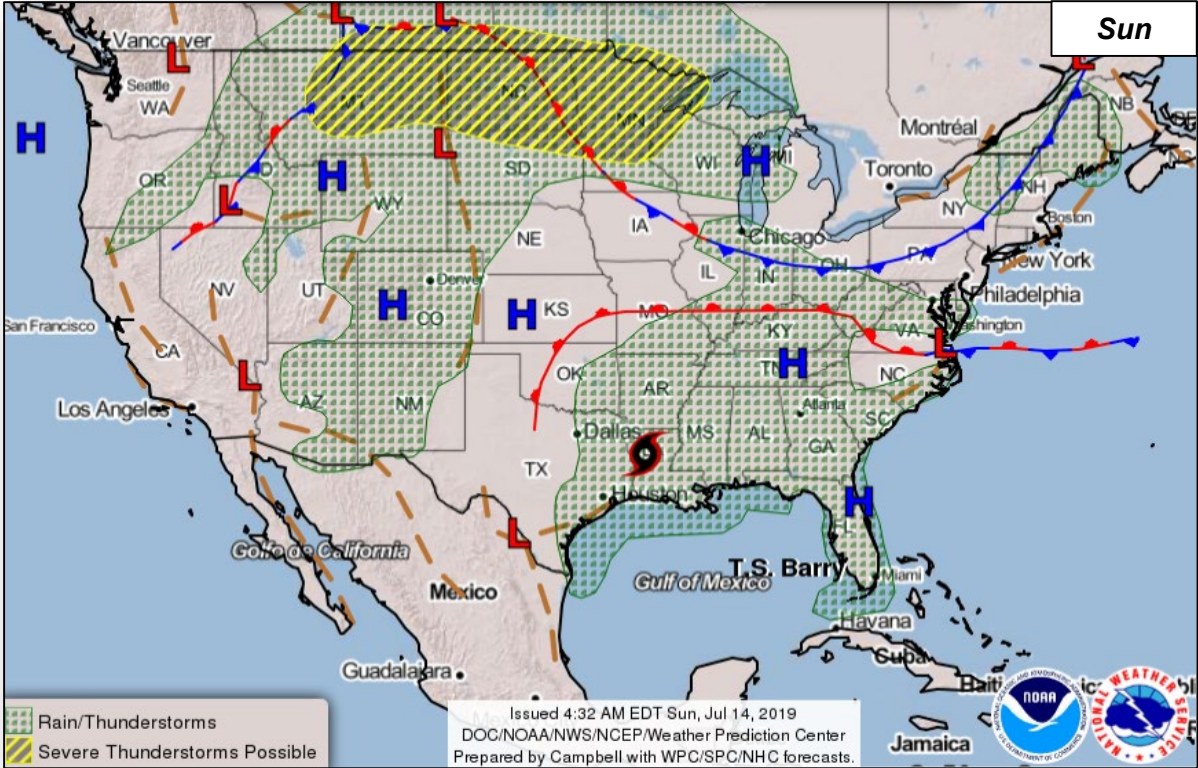 Sun
L
L
L
L
Vancouver
L
Seattle
WA
MT
ND
MN
NB
Montréal
H
L
H
OR
ID
SD
WI
H
MI
Toronto
NH
L
WY
NY
Boston
NE
IA
Chicago
PA
New York
NV
UT
Denver
IL
IN
OH
Philadelphia
H
CO
H
KS
MO
KY
VA
Washington
San Francisco
CA
L
L
OK
TN
H
NC
Los Angeles
AZ
NM
AR
Atlanta
SC
Dallas
MS
AL
GA
TX
Houston
H
FL
L
Golfo de California
Gulf of Mexico
T.S. Barry
Miami
Mexico
Havana
Cuba
Guadalajara
Haiti
Jamaica
Rain/Thunderstorms
Severe Thunderstorms Possible
Issued 4:32 AM EDT Sun, Jul 14, 2019
DOC/NOAA/NWS/NCEP/Weather Prediction Center
Prepared by Campbell with WPC/SPC/NHC forecasts.
NOAA
NATIONAL WEATHER SERVICE